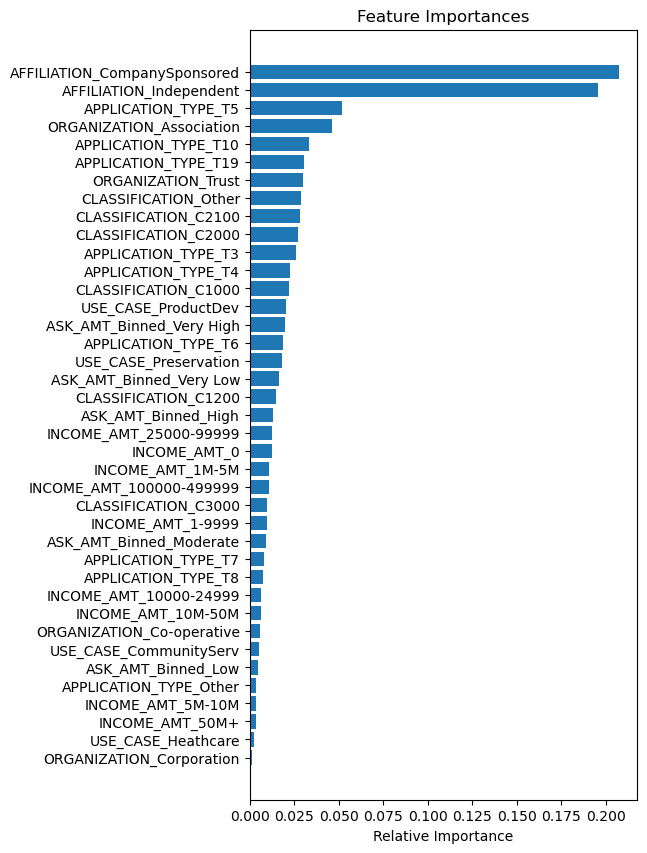 Feature Importances
AFFILIATION_CompanySponsored
AFFILIATION_Independent
APPLICATION_TYPE_T5
ORGANIZATION_Association
APPLICATION_TYPE_T10
APPLICATION_TYPE_T19
ORGANIZATION_Trust
CLASSIFICATION_Other
CLASSIFICATION_C2100
CLASSIFICATION_C2000
APPLICATION_TYPE_T3
APPLICATION_TYPE_T4
CLASSIFICATION_C1000
USE_CASE_ProductDev
ASK_AMT_Binned_Very High
APPLICATION_TYPE_T6
USE_CASE_Preservation
ASK_AMT_Binned_Very Low
CLASSIFICATION_C1200
ASK_AMT_Binned_High
INCOME_AMT_25000-99999
INCOME_AMT_0
INCOME_AMT_1M-5M
INCOME_AMT_100000-499999
CLASSIFICATION_C3000
INCOME_AMT_1-9999
ASK_AMT_Binned_Moderate
APPLICATION_TYPE_T7
APPLICATION_TYPE_T8
INCOME_AMT_10000-24999
INCOME_AMT_10M-50M
ORGANIZATION_Co-operative
USE_CASE_CommunityServ
ASK_AMT_Binned_Low
APPLICATION_TYPE_Other
INCOME_AMT_5M-10M
INCOME_AMT_50M+
USE_CASE_Heathcare
ORGANIZATION_Corporation
0.000 0.025 0.050 0.075 0.100 0.125 0.150 0.175 0.200
Relative Importance